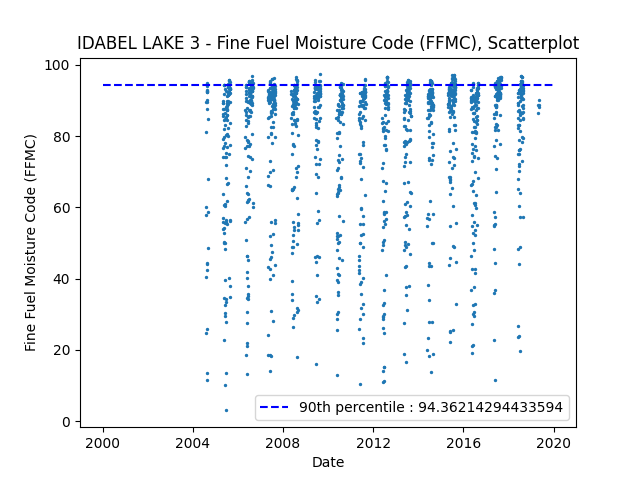 IDABEL LAKE 3 - Fine Fuel Moisture Code (FFMC), Scatterplot
100
80
60
40
20
0
Fine Fuel Moisture Code (FFMC)
90th percentile : 94.36214294433594
2000 2004 2008 2012 2016 2020
Date